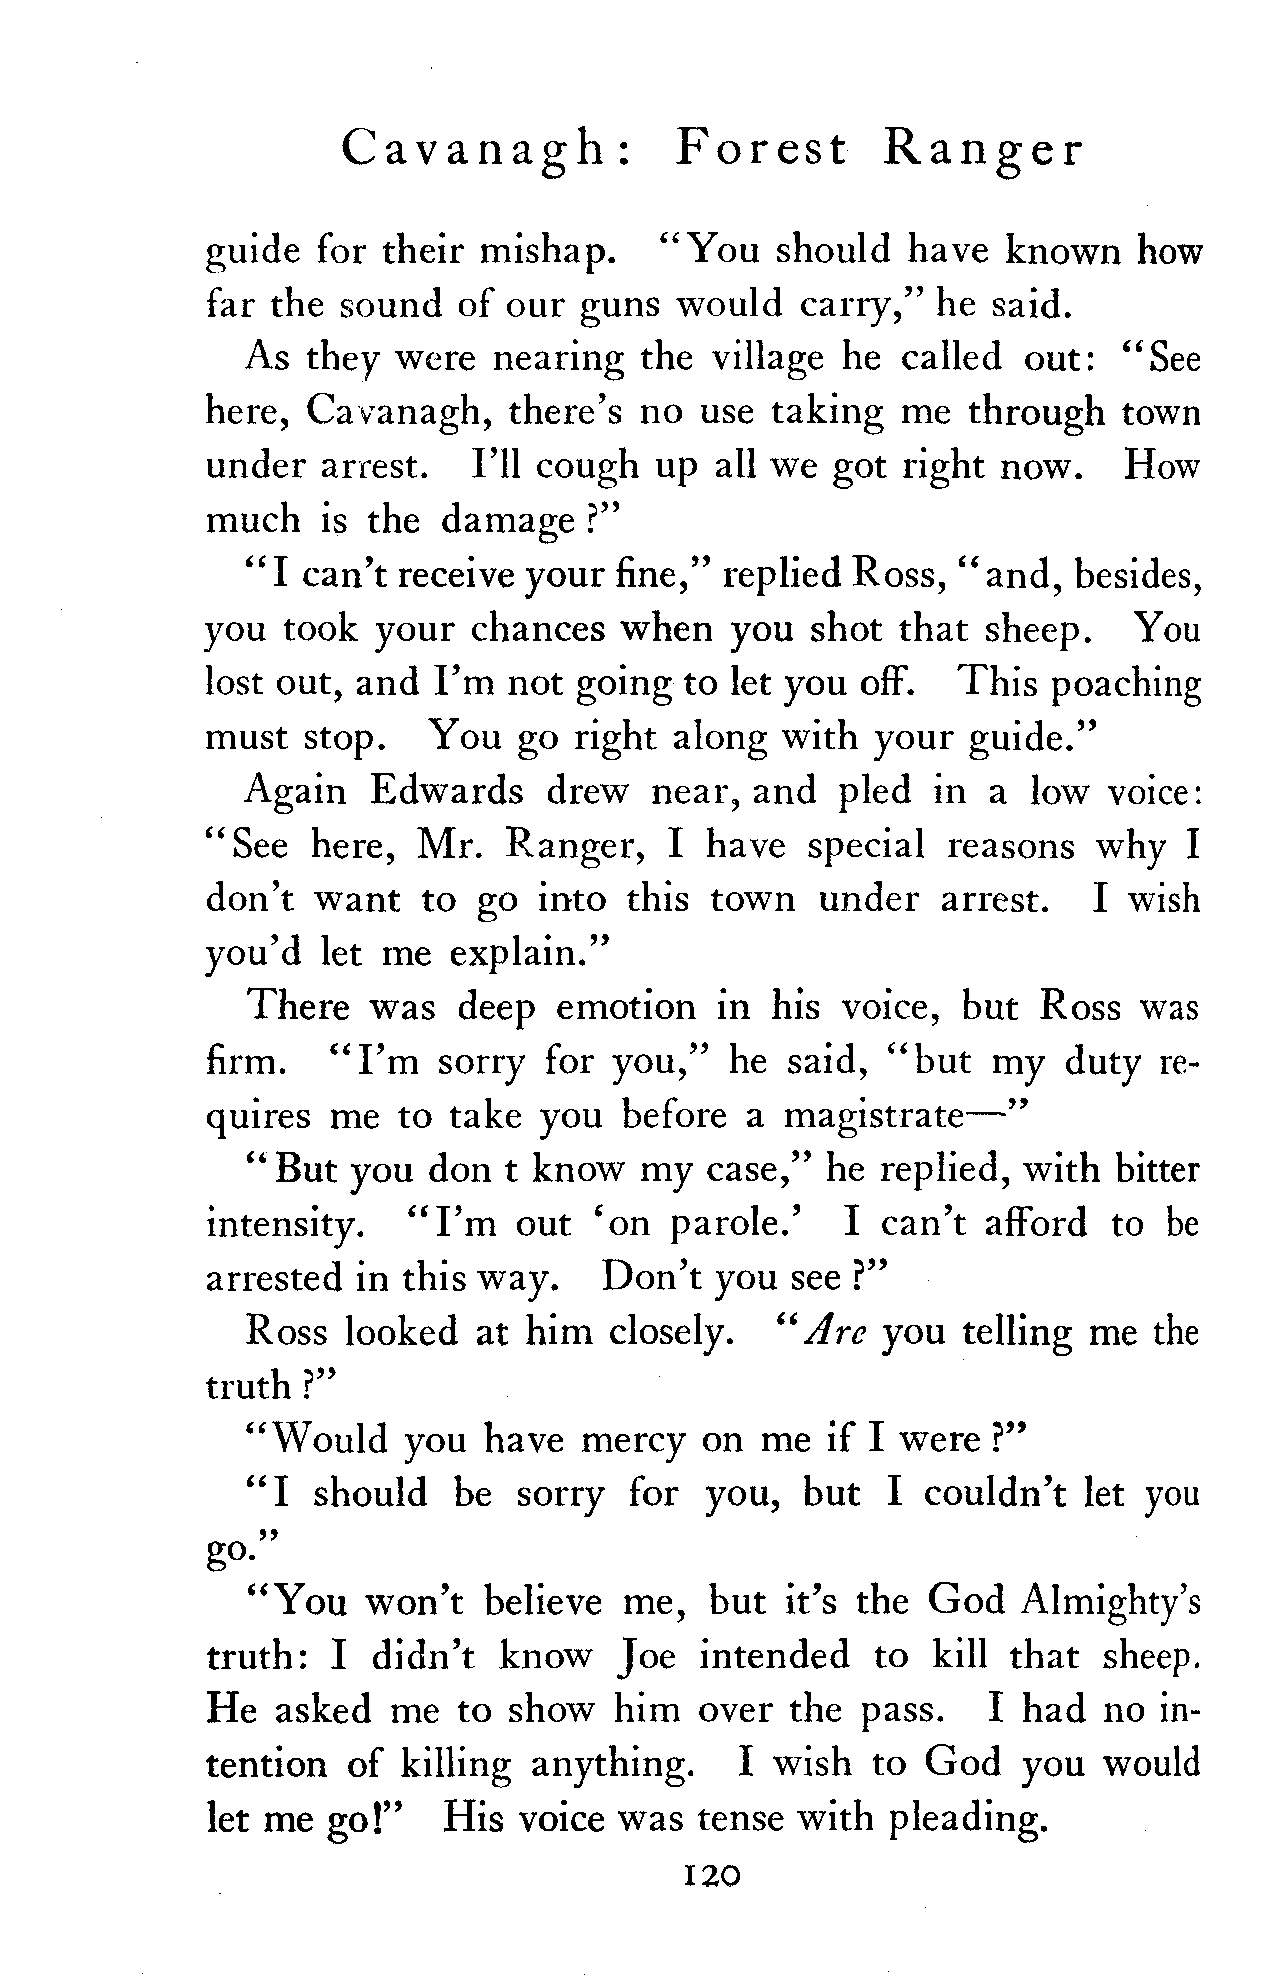 Cavanagh: Forest Ranger
guide for their mishap. "You should have known how
far the sound of our guns would carry," he said.
As they were nearing the village he called out: "See
here, Cavanagh, there's no use taking me through town
under arrest. I'll cough up all we got right now. How
much is the damage?"
"I can't receive your fine," replied Ross, "and, besides,
you took your chances when you shot that sheep. You
lost out, and I'm not going to let you off. This poaching
must stop. You go right along with your guide."
Again Edwards drew near, and pled in a low voice:
"See here, Mr. Ranger, I have special reasons why I
don't want to go into this town under arrest. I wish
you'd let me explain."
There was deep emotion in his voice, but Ross was
firm. "I'm sorry for you," he said, "but my duty re-
quires me to take you before a magistrate—"
"But you don t know my case," he replied, with bitter
intensity. "I'm out 'on parole.' I can't afford to be
arrested in this way. Don't you see?"
Ross looked at him closely. "Are you telling me the
truth?"
"Would you have mercy on me if I were?"
"I should be sorry for you, but I couldn't let you
go."
"You won't believe me, but it's the God Almighty's
truth: I didn't know Joe intended to kill that sheep.
He asked me to show him over the pass. I had no in-
tention of killing anything. I wish to God you would
let me go!" His voice was tense with pleading.
120